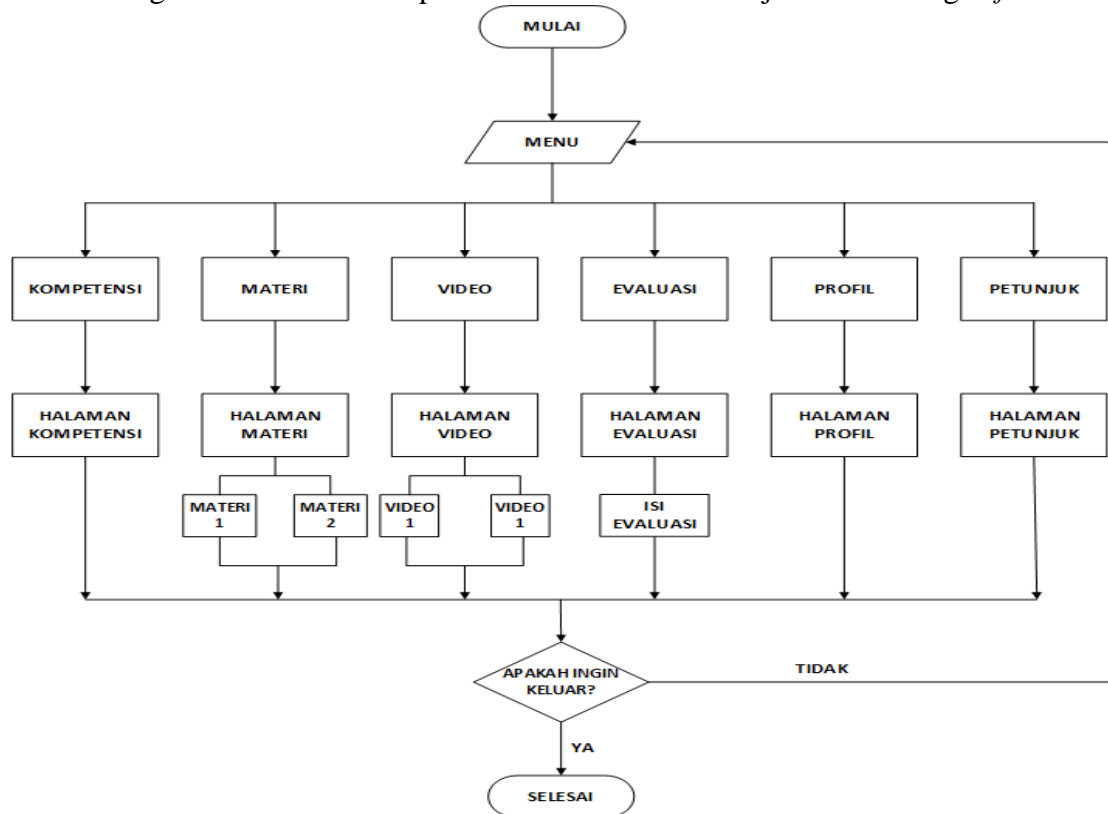 MULAI
MENU
KOMPETENSI
MATERI
VIDEO
EVALUASI
PROFIL
PETUNJUK
HALAMAN
KOMPETENSI
HALAMAN
MATERI
HALAMAN
VIDEO
HALAMAN
EVALUASI
HALAMAN
PROFIL
HALAMAN
PETUNJUK
MATERI
1
MATERI
2
VIDEO
1
VIDEO
1
ISI
EVALUASI
APAKAH INGIN
KELUAR?
TIDAK
YA
SELESAI